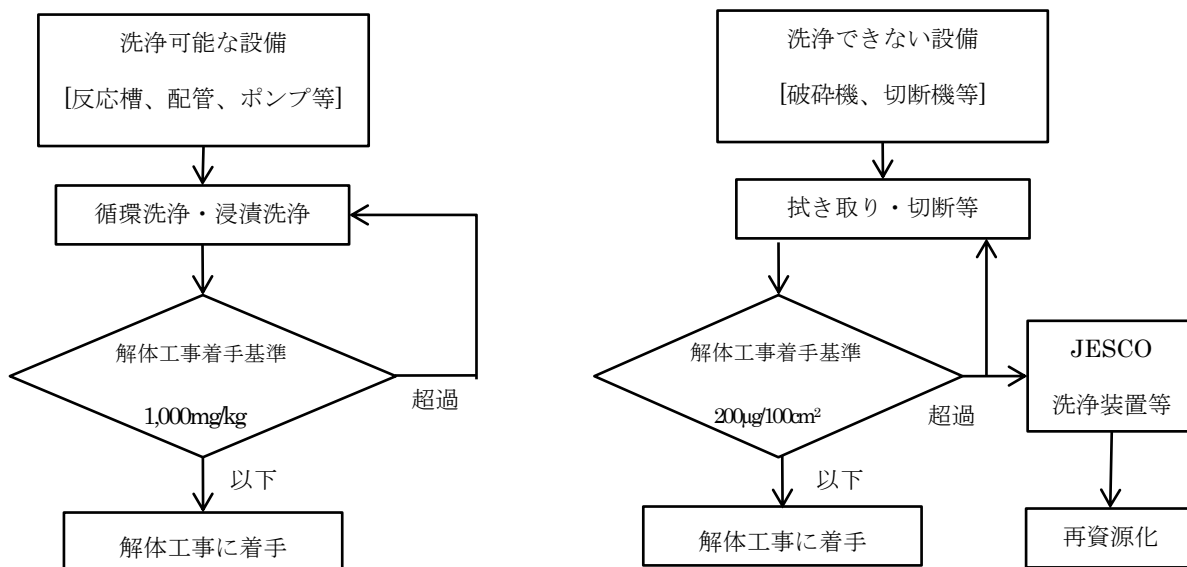 洗浄可能な設備
[反応槽、配管、ポンプ等]
循環洗浄・浸漬洗浄
解体工事着手基準
1,000mg/kg
超過
以下
解体工事に着手
洗浄できない設備
[破砕機、切断機等]
拭き取り・切断等
解体工事着手基準
200μg/100cm²
超過
以下
解体工事に着手
JESCO
洗浄装置等
再資源化